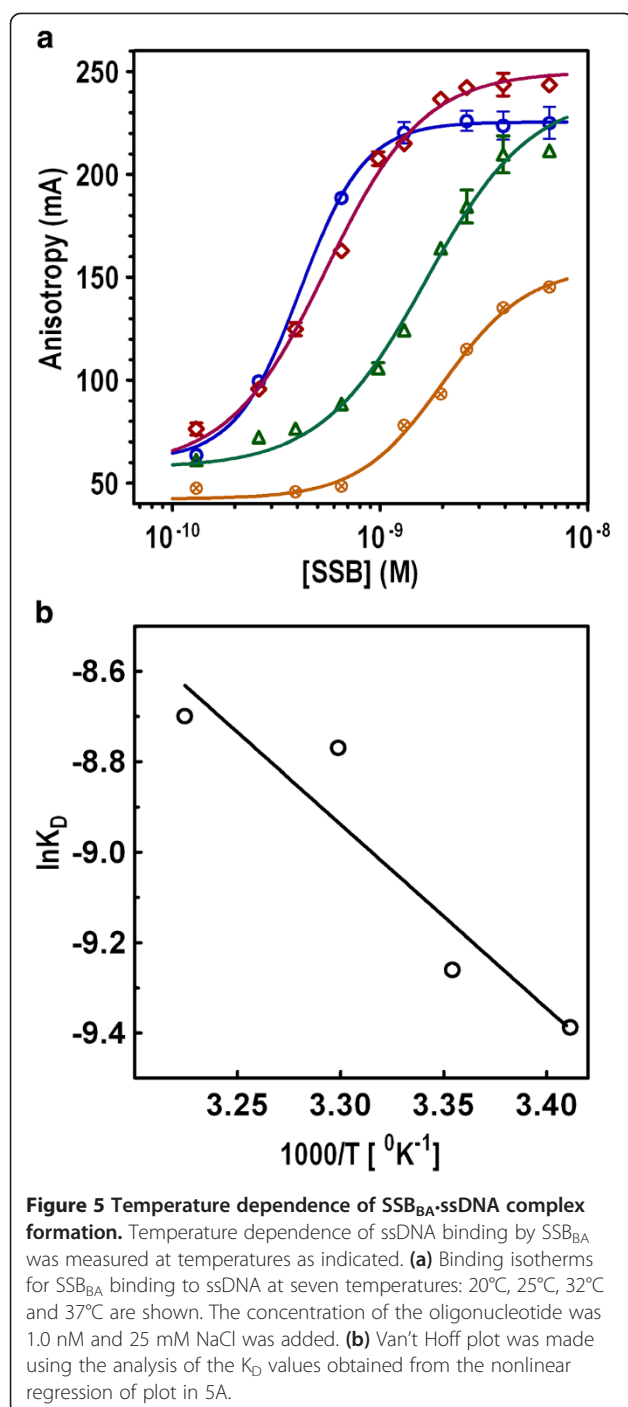 a
250
200
150
100
50
Anisotropy (mA)
10⁻¹⁰
10⁻⁹
10⁻⁸
[SSB] (M)
b
-8.6
-8.8
-9.0
-9.2
-9.4
lnK_D
3.25
3.30
3.35
3.40
1000/T [ ⁰K⁻¹]
Figure 5 Temperature dependence of SSB_BA·ssDNA complex
formation. Temperature dependence of ssDNA binding by SSB_BA
was measured at temperatures as indicated. (a) Binding isotherms
for SSB_BA binding to ssDNA at seven temperatures: 20°C, 25°C, 32°C
and 37°C are shown. The concentration of the oligonucleotide was
1.0 nM and 25 mM NaCl was added. (b) Van't Hoff plot was made
using the analysis of the K_D values obtained from the nonlinear
regression of plot in 5A.